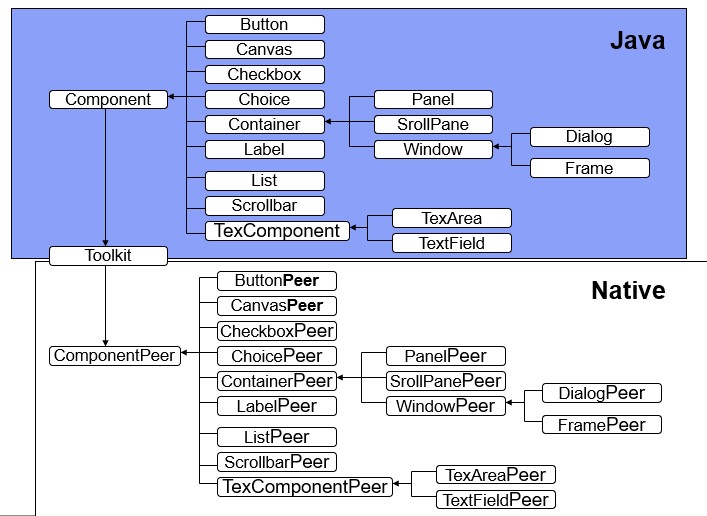 Java
Button
Canvas
Checkbox
Component
Choice
Panel
Container
SrollPane
Label
Window
Dialog
Frame
List
Scrollbar
TexComponent
TexArea
TextField
Toolkit
Native
ButtonPeer
CanvasPeer
CheckboxPeer
ComponentPeer
ChoicePeer
PanelPeer
ContainerPeer
SrollPanePeer
LabelPeer
WindowPeer
DialogPeer
FramePeer
ListPeer
ScrollbarPeer
TexComponentPeer
TexAreaPeer
TextFieldPeer